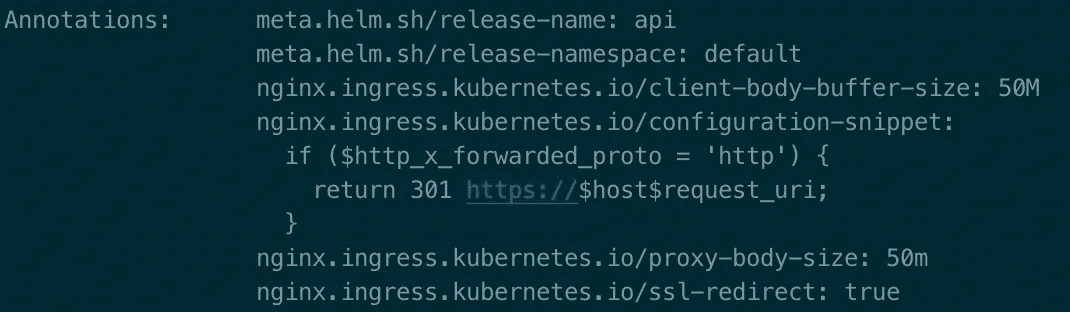 Annotations: meta.helm.sh/release-name: api
meta.helm.sh/release-namespace: default
nginx.ingress.kubernetes.io/client-body-buffer-size: 50M
nginx.ingress.kubernetes.io/configuration-snippet:
if ($http_x_forwarded_proto = 'http') {
return 301 https://$host$request_uri;
}
nginx.ingress.kubernetes.io/proxy-body-size: 50m
nginx.ingress.kubernetes.io/ssl-redirect: true